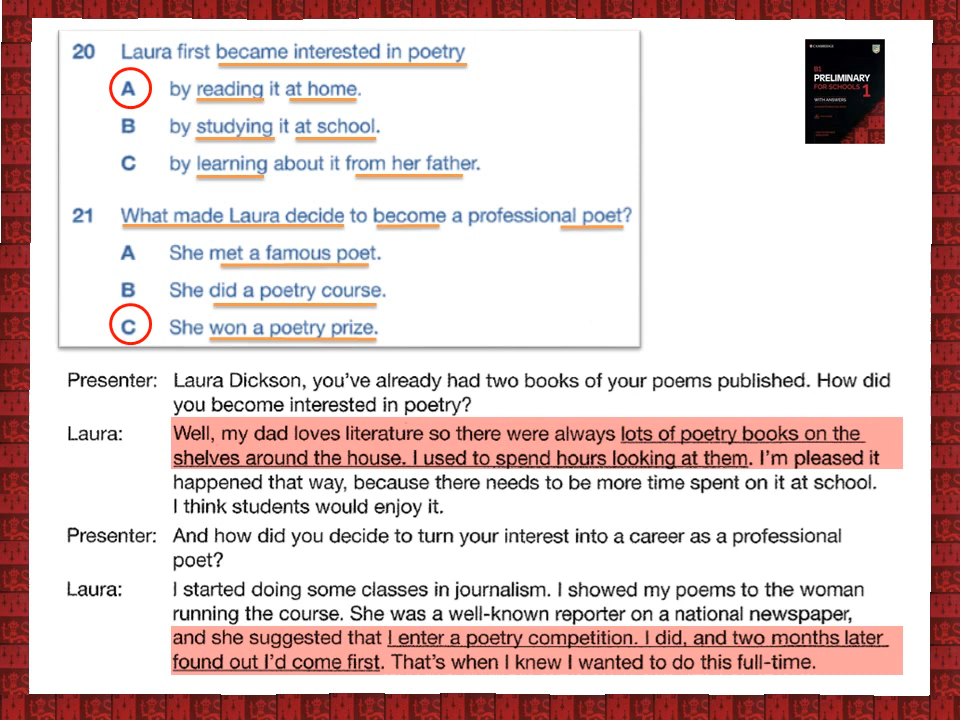 20 Laura first became interested in poetry
A by reading it at home.
B by studying it at school.
C by learning about it from her father.
21 What made Laura decide to become a professional poet?
A She met a famous poet.
B She did a poetry course.
C She won a poetry prize.
CAMBRIDGE
B1
PRELIMINARY
FOR SCHOOLS 1
WITH ANSWERS
Presenter: Laura Dickson, you've already had two books of your poems published. How did
you become interested in poetry?
Laura: Well, my dad loves literature so there were always lots of poetry books on the
shelves around the house. I used to spend hours looking at them. I'm pleased it
happened that way, because there needs to be more time spent on it at school.
I think students would enjoy it.
Presenter: And how did you decide to turn your interest into a career as a professional
poet?
Laura: I started doing some classes in journalism. I showed my poems to the woman
running the course. She was a well-known reporter on a national newspaper,
and she suggested that I enter a poetry competition. I did, and two months later
found out I'd come first. That's when I knew I wanted to do this full-time.